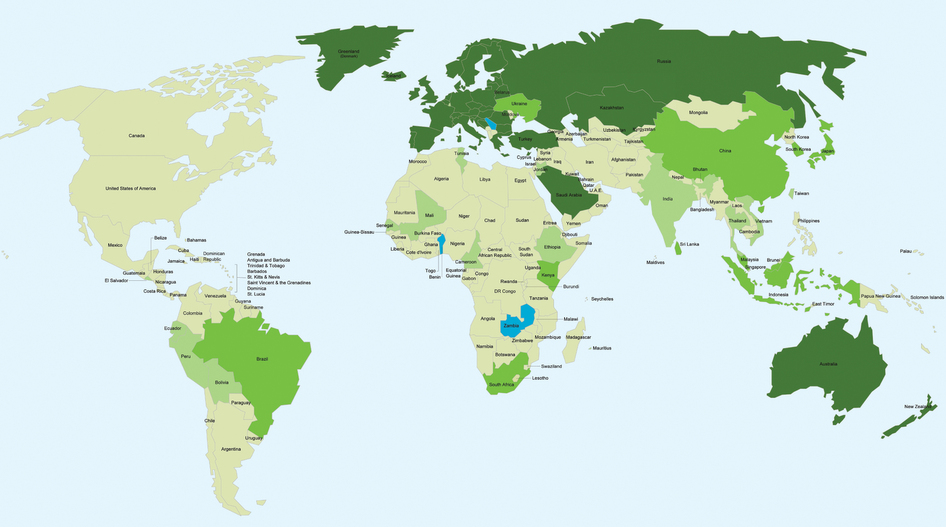 Greenland
(Denmark)
Iceland
Russia
Canada
United States of America
Mexico
Belize
Bahamas
Cuba
Jamaica
Haiti
Dominican
Republic
Guatemala
El Salvador
Honduras
Nicaragua
Costa Rica
Panama
Grenada
Antigua and Barbuda
Trinidad & Tobago
Barbados
St. Kitts & Nevis
Saint Vincent & the Grenadines
Dominica
St. Lucia
Venezuela
Guyana
Suriname
Colombia
Ecuador
Peru
Brazil
Bolivia
Paraguay
Chile
Uruguay
Argentina
Belarus
Ukraine
Moldova
Kazakhstan
Mongolia
Turkey
Georgia
Azerbaijan
Armenia
Uzbekistan
Kyrgyzstan
Turkmenistan
Tajikistan
Cyprus
Syria
Lebanon
Israel
Jordan
Iraq
Iran
Afghanistan
Kuwait
Bahrain
Qatar
U.A.E.
Saudi Arabia
Oman
Yemen
Pakistan
Nepal
Bhutan
China
North Korea
South Korea
Japan
India
Bangladesh
Myanmar
Laos
Taiwan
Thailand
Vietnam
Cambodia
Philippines
Sri Lanka
Maldives
Malaysia
Singapore
Brunei
Indonesia
East Timor
Palau
Papua New Guinea
Solomon Islands
Australia
New Zealand
Morocco
Tunisia
Algeria
Libya
Egypt
Mauritania
Mali
Niger
Chad
Sudan
Eritrea
Djibouti
Senegal
Guinea-Bissau
Guinea
Burkina Faso
Liberia
Cote d'Ivoire
Ghana
Togo
Benin
Nigeria
Cameroon
Equatorial
Guinea
Gabon
Congo
Central
African Republic
South
Sudan
Ethiopia
Somalia
Uganda
Kenya
Rwanda
Burundi
DR Congo
Tanzania
Seychelles
Angola
Zambia
Malawi
Mozambique
Madagascar
Mauritius
Zimbabwe
Namibia
Botswana
Swaziland
Lesotho
South Africa